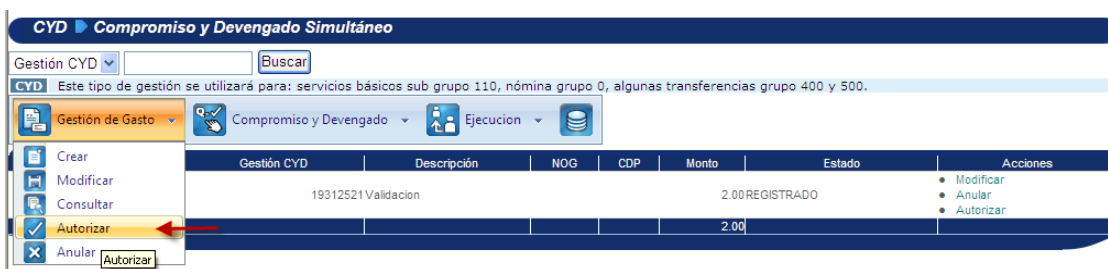 CYD Compromiso y Devengado Simultáneo
Gestión CYD Buscar
CYD Este tipo de gestión se utilizará para: servicios básicos sub grupo 110, nómina grupo 0, algunas transferencias grupo 400 y 500.
Gestión de Gasto Compromiso y Devengado Ejecucion
Crear
Modificar
Consultar
Autorizar
Anular
Autorizar
Gestión CYD Descripción NOG CDP Monto Estado Acciones
19312521 Validacion 2.00 REGISTRADO
Modificar
Anular
Autorizar
2.00